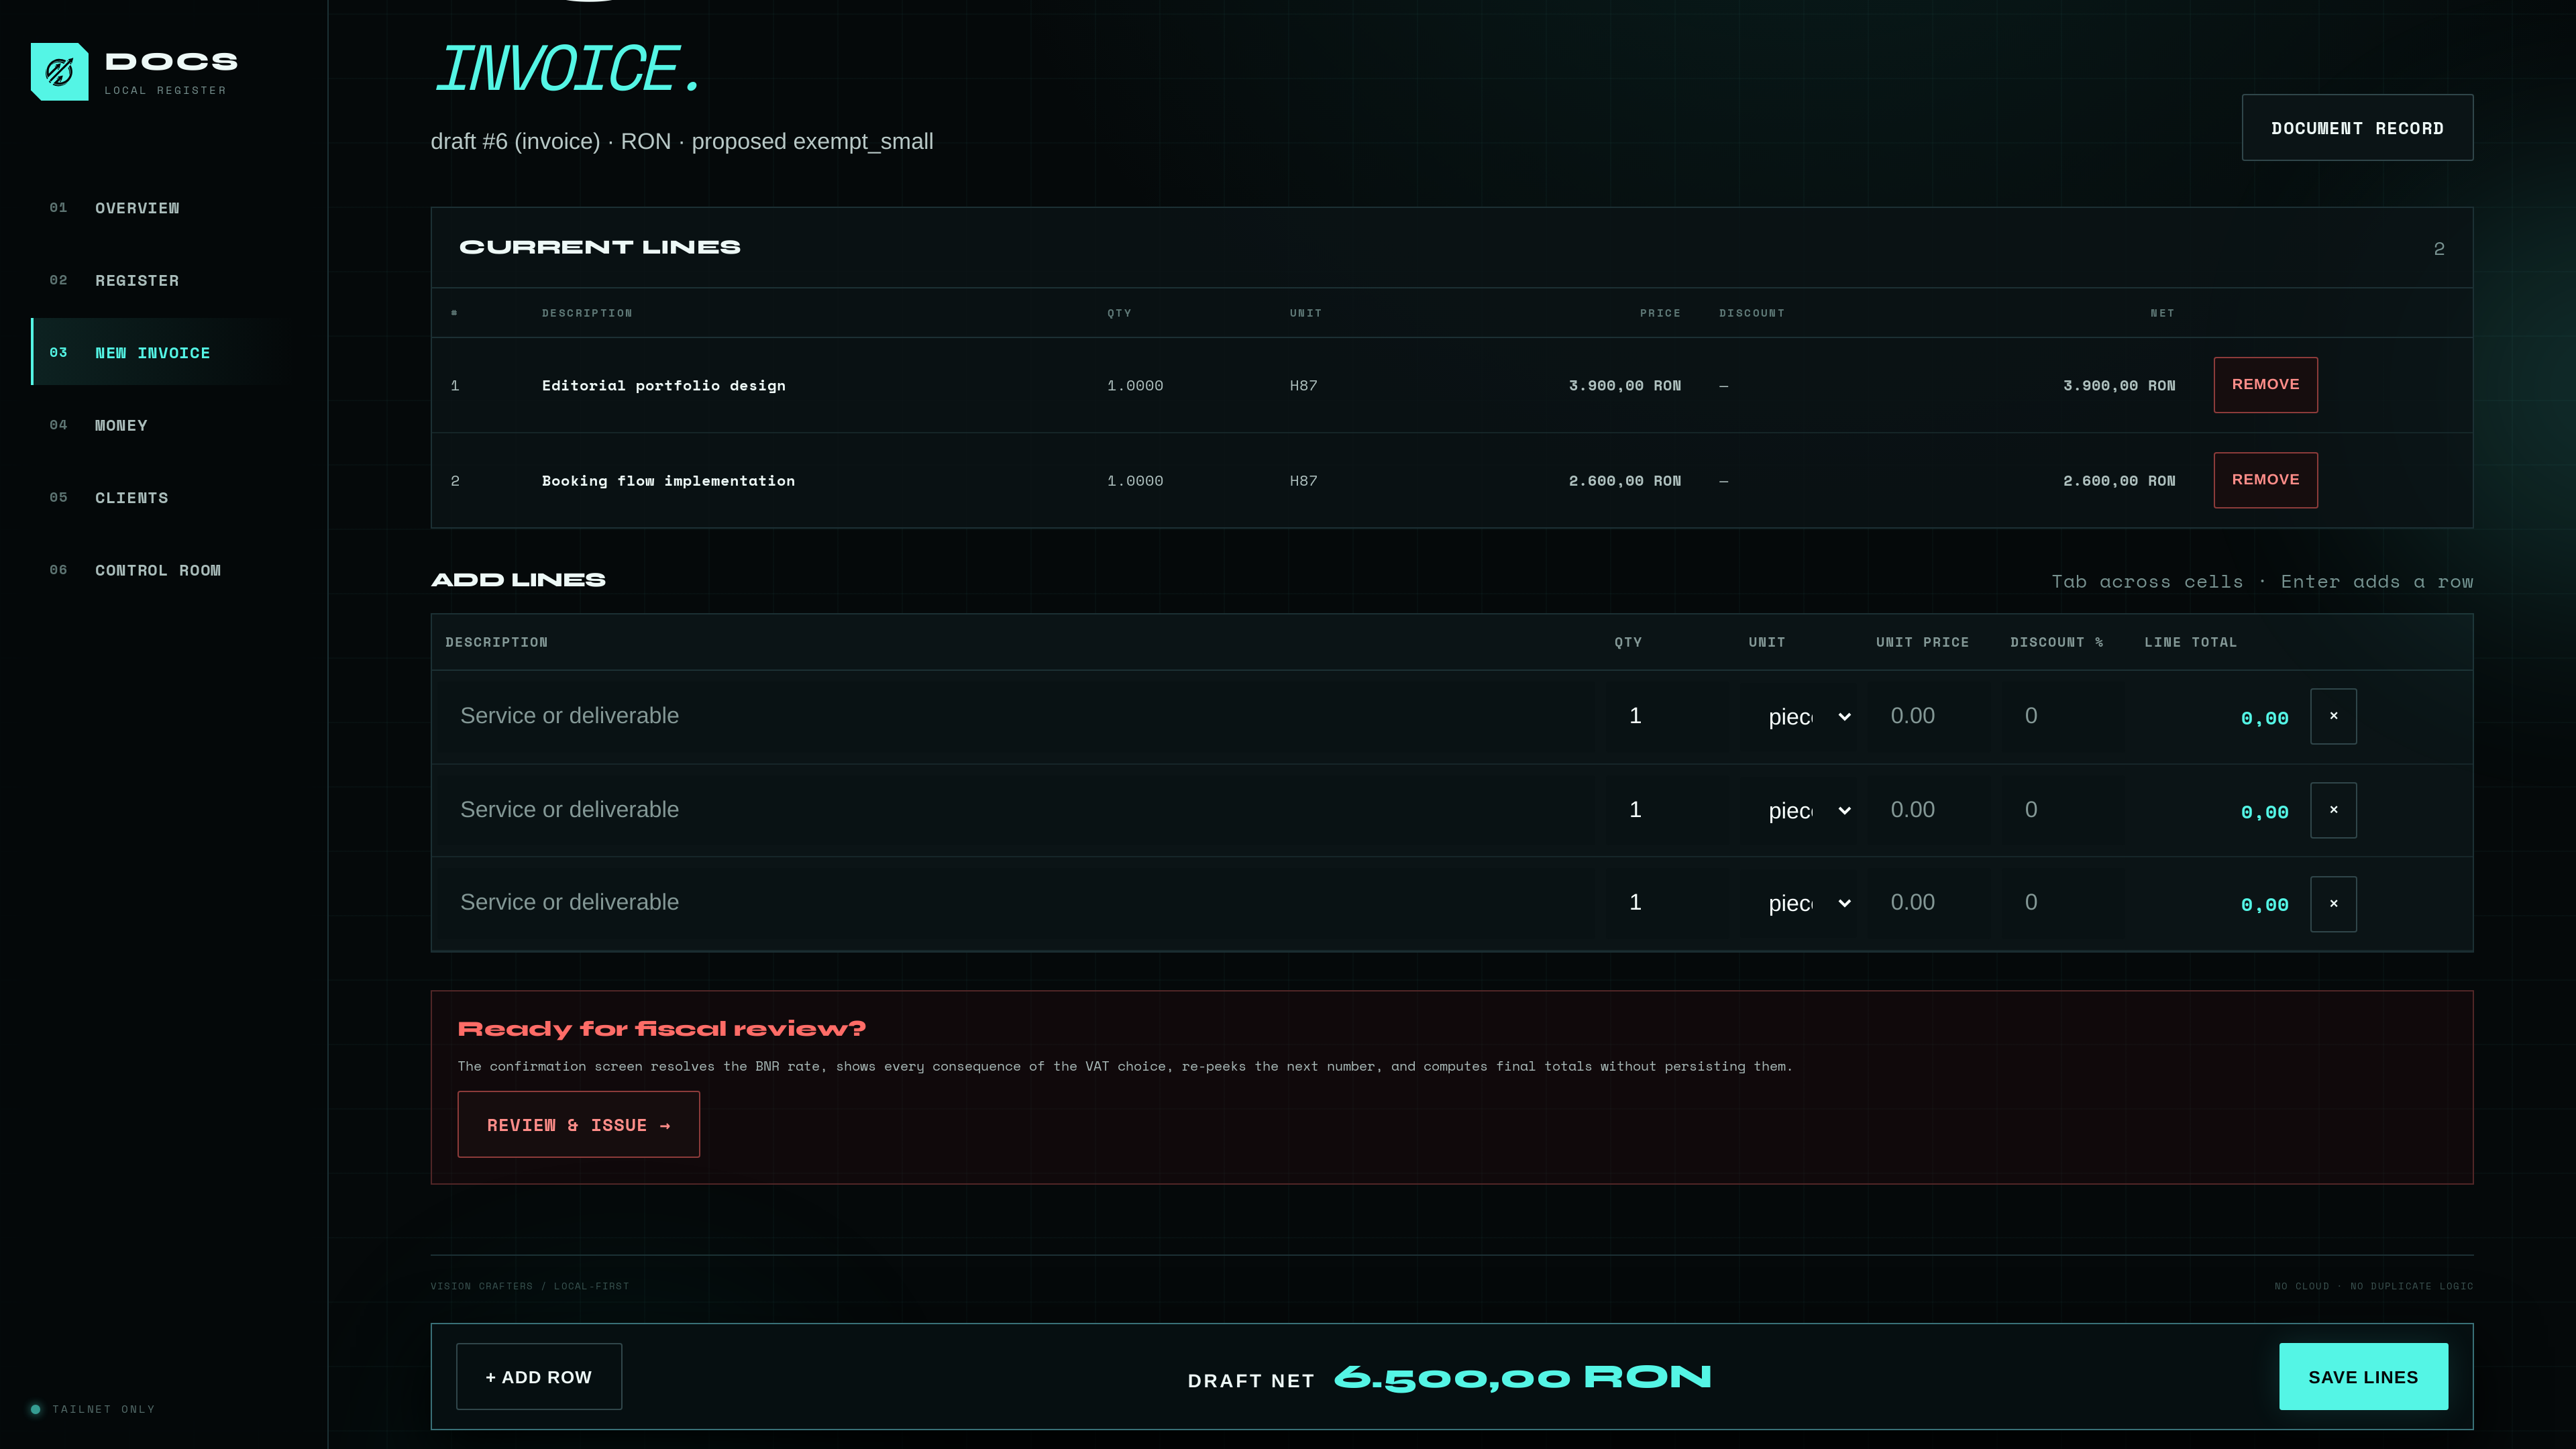 DOCS
LOCAL REGISTER
01 OVERVIEW
02 REGISTER
03 NEW INVOICE
04 MONEY
05 CLIENTS
06 CONTROL ROOM
TAILNET ONLY
INVOICE.
draft #6 (invoice) · RON · proposed exempt_small
DOCUMENT RECORD
CURRENT LINES 2
# DESCRIPTION QTY UNIT PRICE DISCOUNT NET
1 Editorial portfolio design 1.0000 H87 3.900,00 RON — 3.900,00 RON REMOVE
2 Booking flow implementation 1.0000 H87 2.600,00 RON — 2.600,00 RON REMOVE
ADD LINES Tab across cells · Enter adds a row
DESCRIPTION QTY UNIT UNIT PRICE DISCOUNT % LINE TOTAL
Service or deliverable 1 piec 0.00 0 0,00 ×
Service or deliverable 1 piec 0.00 0 0,00 ×
Service or deliverable 1 piec 0.00 0 0,00 ×
Ready for fiscal review?
The confirmation screen resolves the BNR rate, shows every consequence of the VAT choice, re-peeks the next number, and computes final totals without persisting them.
REVIEW & ISSUE →
VISION CRAFTERS / LOCAL-FIRST NO CLOUD · NO DUPLICATE LOGIC
+ ADD ROW DRAFT NET 6.500,00 RON SAVE LINES